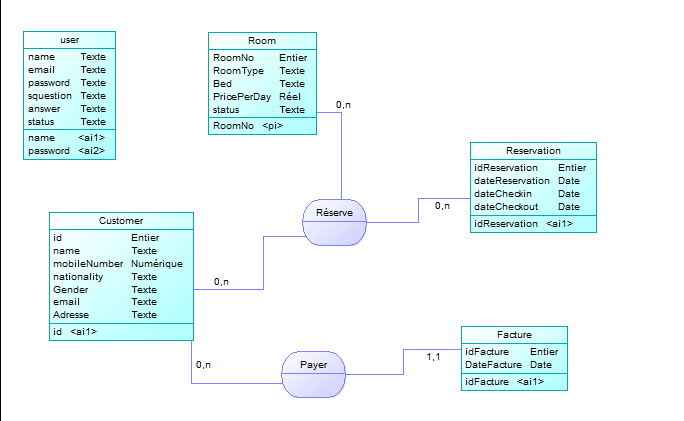 user
name Texte
email Texte
password Texte
squestion Texte
answer Texte
status Texte
name <ai1>
password <ai2>
Room
RoomNo Entier
RoomType Texte
Bed Texte
PricePerDay Réel
status Texte
RoomNo <pi>
0,n
Reservation
idReservation Entier
dateReservation Date
dateCheckin Date
dateCheckout Date
idReservation <ai1>
Réserve
0,n
Customer
id Entier
name Texte
mobileNumber Numérique
nationality Texte
Gender Texte
email Texte
Adresse Texte
id <ai1>
0,n
0,n
Payer
1,1
Facture
idFacture Entier
DateFacture Date
idFacture <ai1>